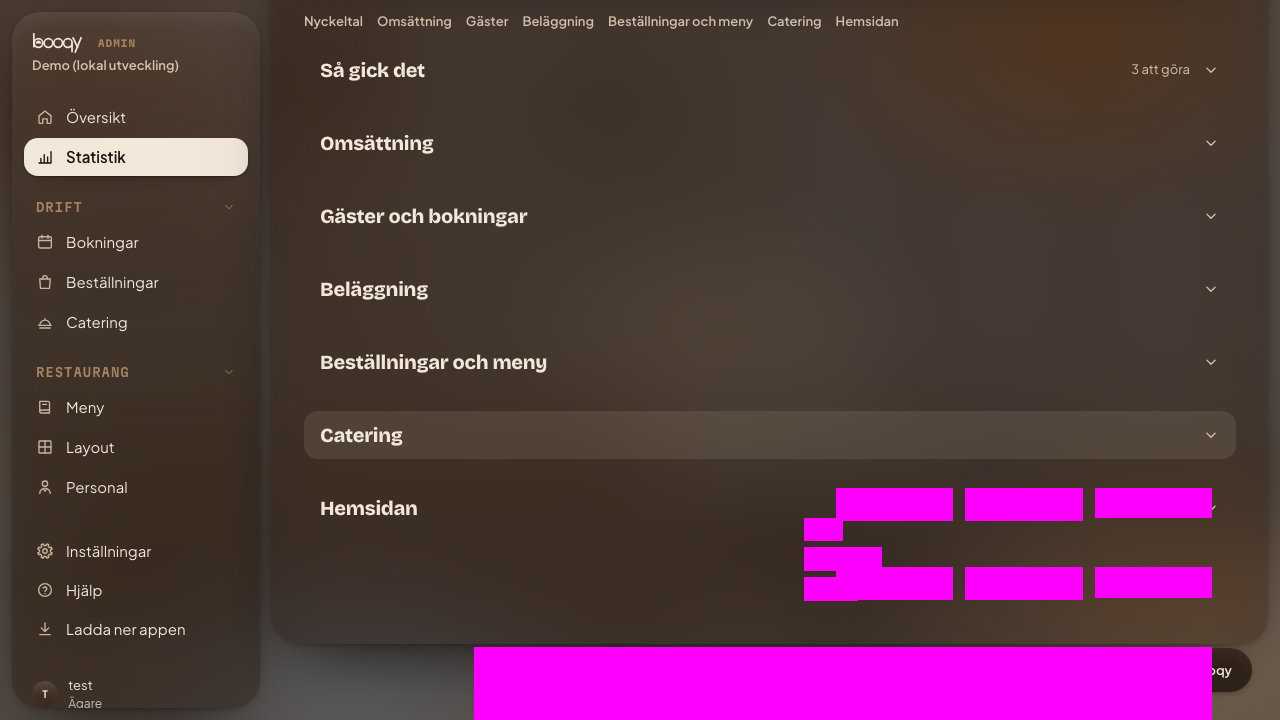 booqy ADMIN
Demo (lokal utveckling)
Översikt
Statistik
DRIFT
Bokningar
Beställningar
Catering
RESTAURANG
Meny
Layout
Personal
Inställningar
Hjälp
Ladda ner appen
T
test
Ägare
Nyckeltal Omsättning Gäster Beläggning Beställningar och meny Catering Hemsidan
Så gick det 3 att göra
Omsättning
Gäster och bokningar
Beläggning
Beställningar och meny
Catering
Hemsidan